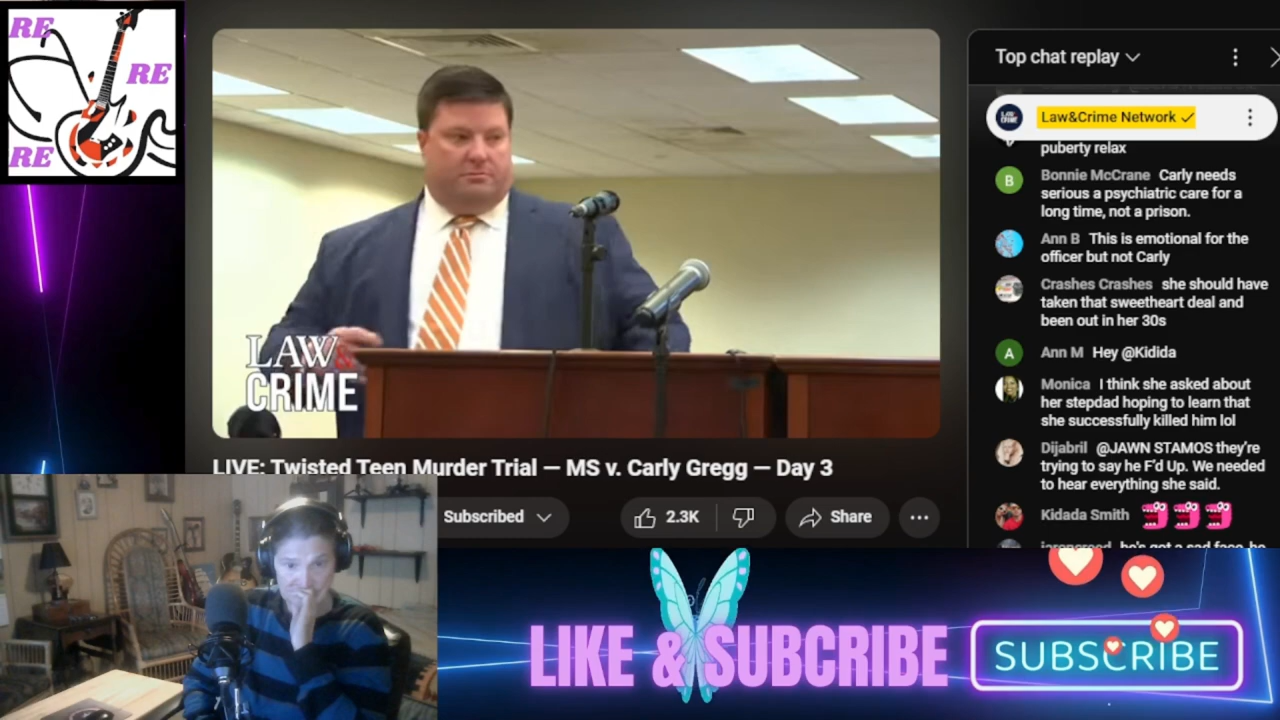 RE
RE
RE
LAW &
CRIME
LIVE: Twisted Teen Murder Trial — MS v. Carly Gregg — Day 3
Subscribed
2.3K
Share
Top chat replay
Law&Crime Network
puberty relax
Bonnie McCrane Carly needs
serious a psychiatric care for a
long time, not a prison.
Ann B This is emotional for the
officer but not Carly
Crashes Crashes she should have
taken that sweetheart deal and
been out in her 30s
Ann M Hey @Kidida
Monica I think she asked about
her stepdad hoping to learn that
she successfully killed him lol
Dijabril @JAWN STAMOS they're
trying to say he F'd Up. We needed
to hear everything she said.
Kidada Smith
he's got a sad face
LIKE & SUBCRIBE
SUBSCRIBE